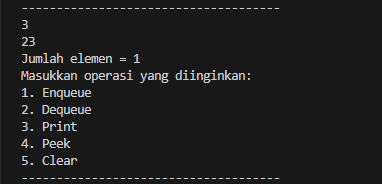 -------------------------------------
3
23
Jumlah elemen = 1
Masukkan operasi yang diinginkan:
1. Enqueue
2. Dequeue
3. Print
4. Peek
5. Clear
-------------------------------------